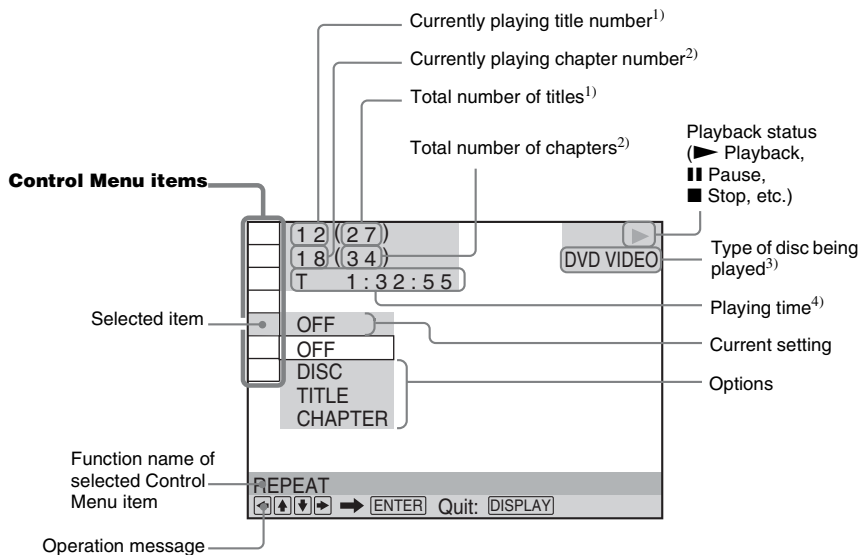 Currently playing title number1)
Currently playing chapter number2)
Total number of titles1)
Total number of chapters2)
Playback status
(► Playback,
▮▮ Pause,
■ Stop, etc.)
Control Menu items
1 2 ( 2 7 )
1 8 ( 3 4 )
T 1 : 3 2 : 5 5
►
DVD VIDEO
Type of disc being
played3)
Playing time4)
Selected item
OFF
Current setting
OFF
DISC
TITLE
CHAPTER
Options
Function name of
selected Control
Menu item
REPEAT
←↑↓→ ➡ ENTER Quit: DISPLAY
Operation message